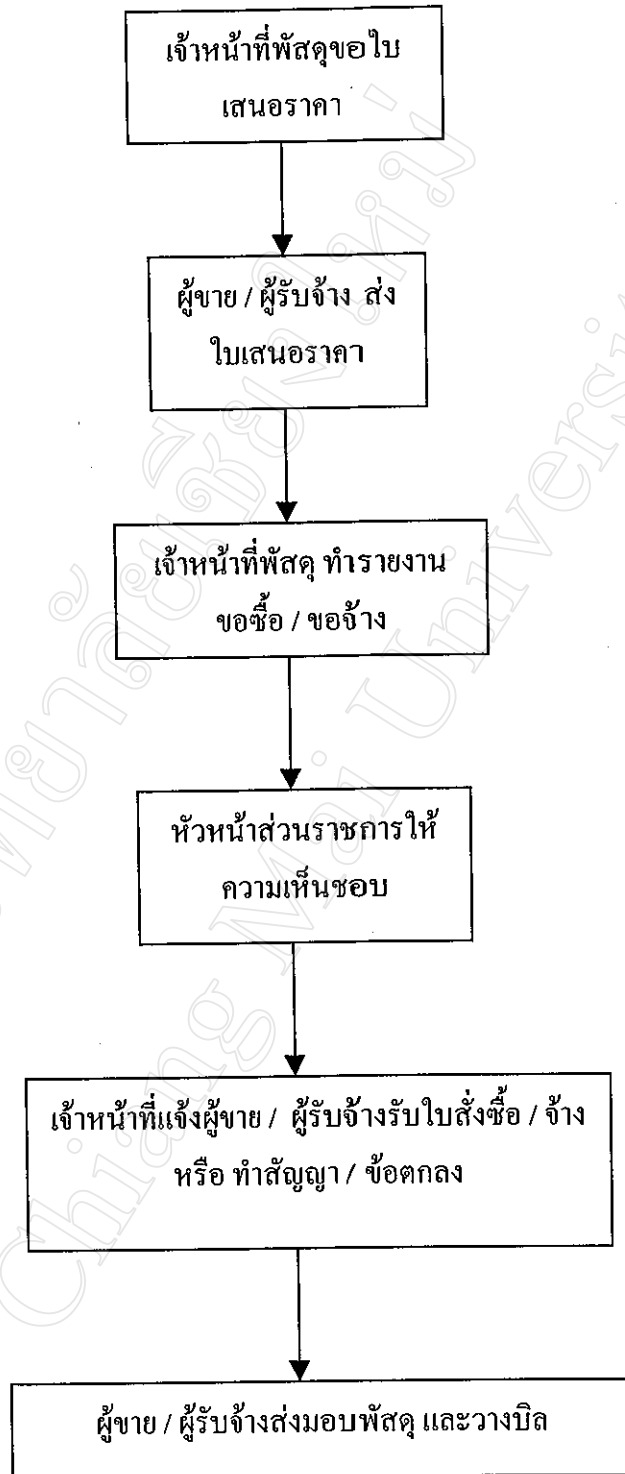 เจ้าหน้าที่พัสดุขอใบ
เสนอราคา
ผู้ขาย / ผู้รับจ้าง ส่ง
ใบเสนอราคา
เจ้าหน้าที่พัสดุ ทำรายงาน
ขอซื้อ / ขอจ้าง
หัวหน้าส่วนราชการให้
ความเห็นชอบ
เจ้าหน้าที่แจ้งผู้ขาย / ผู้รับจ้างรับใบสั่งซื้อ / จ้าง
หรือ ทำสัญญา / ข้อตกลง
ผู้ขาย / ผู้รับจ้างส่งมอบพัสดุ และวางบิล
Chiang Mai Universit